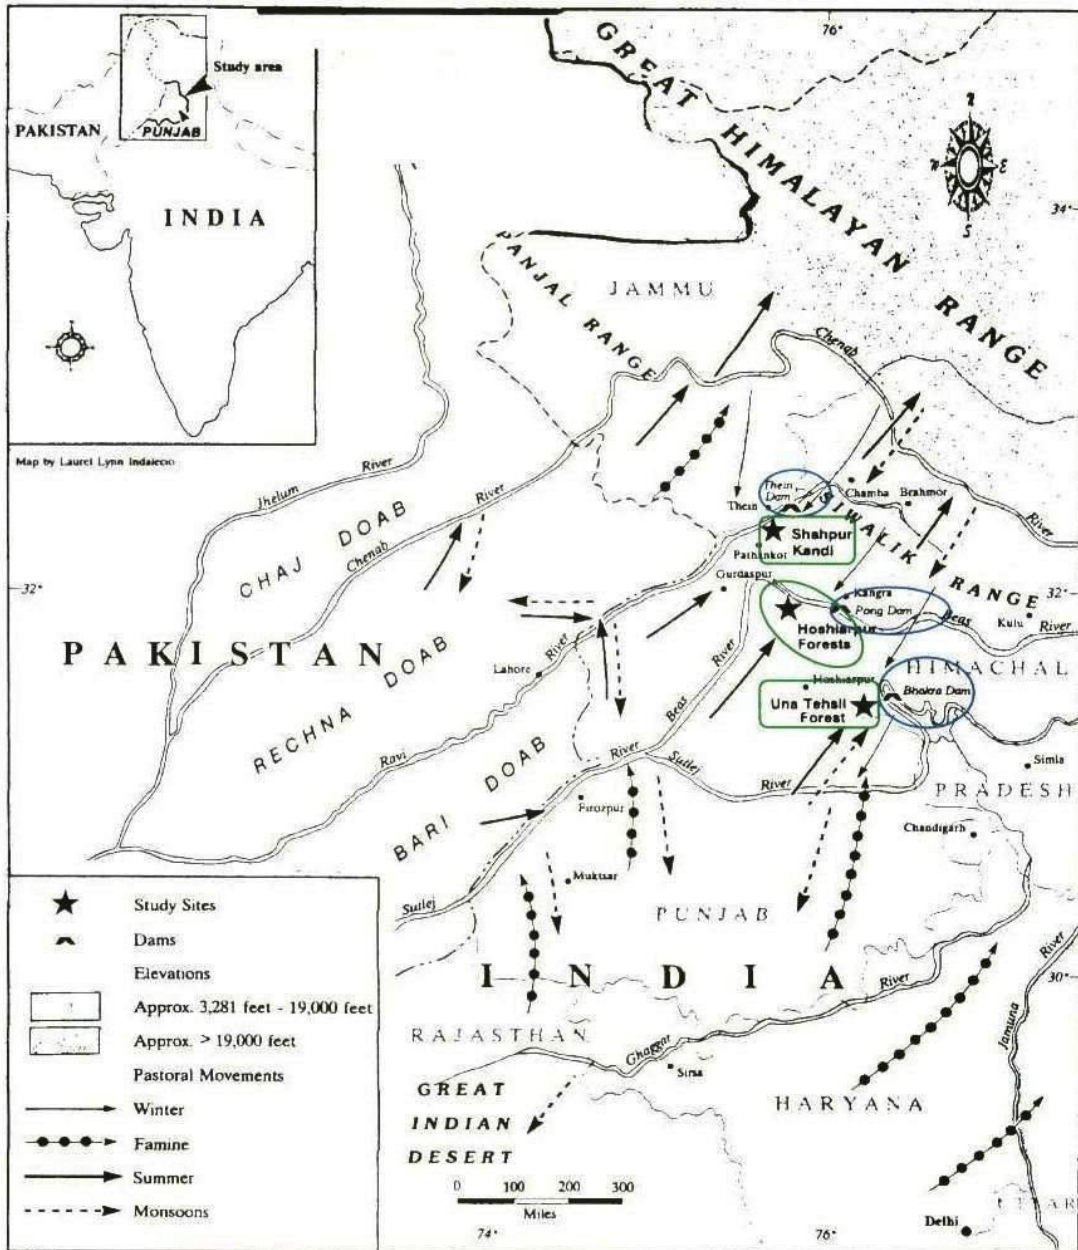 Study area
PAKISTAN
PUNJAB
INDIA
Map by Laurel Lynn Indalecio
76°
GREAT HIMALAYAN RANGE
N
E
S
34°
PANJAL RANGE
JAMMU
Chenab
River
Jhelum River
CHAJ DOAB
Chenab River
Thein Dam
Thein
Chamba
Brahmor
SIWALIK RANGE
Shahpur
Kandi
Pathankot
Gurdaspur
32°
32°
Kangra
Pong Dam
Beas River
Kulu
Hoshiarpur
Forests
PAKISTAN
RECHNA DOAB
Lahore
Ravi River
Beas River
HIMACHAL
PRADESH
Hoshiarpur
Una Tehsil
Forest
Bhakra Dam
Sutlej River
Simla
BARI DOAB
River
Firozpur
Chandigarh
Muktsar
Sutlej
PUNJAB
INDIA
30°
River
Jamuna River
RAJASTHAN
Ghaggar
Sirsa
GREAT
INDIAN
DESERT
HARYANA
UTTAR
Delhi
0 100 200 300
Miles
74°
76°
Study Sites
Dams
Elevations
Approx. 3,281 feet - 19,000 feet
Approx. > 19,000 feet
Pastoral Movements
Winter
Famine
Summer
Monsoons